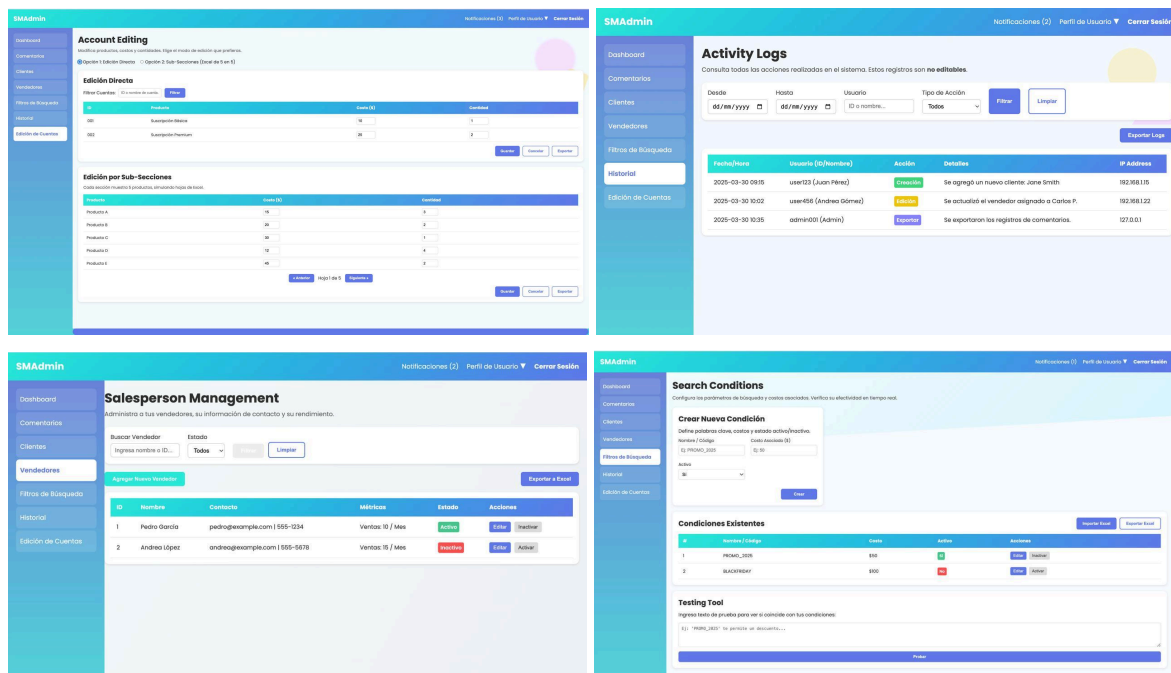 SMAdmin
Notificaciones (3) Perfil de Usuario ▼ Cerrar Sesión
Dashboard
Comentarios
Clientes
Vendedores
Filtros de Búsqueda
Historial
Edición de Cuentas
Account Editing
Modifica productos, costos y cantidades. Elige el modo de edición que prefieras.
Opción 1: Edición Directa Opción 2: Sub-Secciones (Excel de 5 en 5)
Edición Directa
Filtrar Cuentas: ID o nombre de cuenta Filtrar
ID Producto Costo ($) Cantidad
001 Suscripción Básica 15 1
002 Suscripción Premium 25 2
Guardar Cancelar Exportar
Edición por Sub-Secciones
Cada sección muestra 5 productos, simulando hojas de Excel.
Producto Costo ($) Cantidad
Producto A 15 3
Producto B 20 2
Producto C 30 1
Producto D 12 4
Producto E 45 2
« Anterior Hoja 1 de 5 Siguiente »
Guardar Cancelar Exportar
SMAdmin
Notificaciones (2) Perfil de Usuario ▼ Cerrar Sesión
Dashboard
Comentarios
Clientes
Vendedores
Filtros de Búsqueda
Historial
Edición de Cuentas
Activity Logs
Consulta todas las acciones realizadas en el sistema. Estos registros son no editables.
Desde Hasta Usuario Tipo de Acción
dd/mm/yyyy dd/mm/yyyy ID o nombre... Todos Filtrar Limpiar
Exportar Logs
Fecha/Hora Usuario (ID/Nombre) Acción Detalles IP Address
2025-03-30 09:15 user123 (Juan Pérez) Creación Se agregó un nuevo cliente: Jane Smith 192.168.1.15
2025-03-30 10:02 user456 (Andrea Gómez) Edición Se actualizó el vendedor asignado a Carlos P. 192.168.1.22
2025-03-30 10:35 admin001 (Admin) Exportar Se exportaron los registros de comentarios. 127.0.0.1
SMAdmin
Notificaciones (2) Perfil de Usuario ▼ Cerrar Sesión
Dashboard
Comentarios
Clientes
Vendedores
Filtros de Búsqueda
Historial
Edición de Cuentas
Salesperson Management
Administra a tus vendedores, su información de contacto y su rendimiento.
Buscar Vendedor Estado
Ingresa nombre o ID... Todos Filtrar Limpiar
Agregar Nuevo Vendedor Exportar a Excel
ID Nombre Contacto Métricas Estado Acciones
1 Pedro García pedro@example.com | 555-1234 Ventas: 10 / Mes Activo Editar Inactivar
2 Andrea López andrea@example.com | 555-5678 Ventas: 15 / Mes Inactivo Editar Activar
SMAdmin
Notificaciones (1) Perfil de Usuario ▼ Cerrar Sesión
Dashboard
Comentarios
Clientes
Vendedores
Filtros de Búsqueda
Historial
Edición de Cuentas
Search Conditions
Configura los parámetros de búsqueda y costos asociados. Verifica su efectividad en tiempo real.
Crear Nueva Condición
Define palabras clave, costos y estado activo/inactivo.
Nombre / Código Costo Asociado ($)
Ej: PROMO_2025 Ej: 50
Activo
Sí
Crear
Condiciones Existentes
Importar Excel Exportar Excel
# Nombre / Código Costo Activo Acciones
1 PROMO_2025 $50 Sí Editar Inactivar
2 BLACKFRIDAY $100 No Editar Activar
Testing Tool
Ingresa texto de prueba para ver si coincide con tus condiciones:
Ej: 'PROMO_2025' te permite un descuento...
Probar